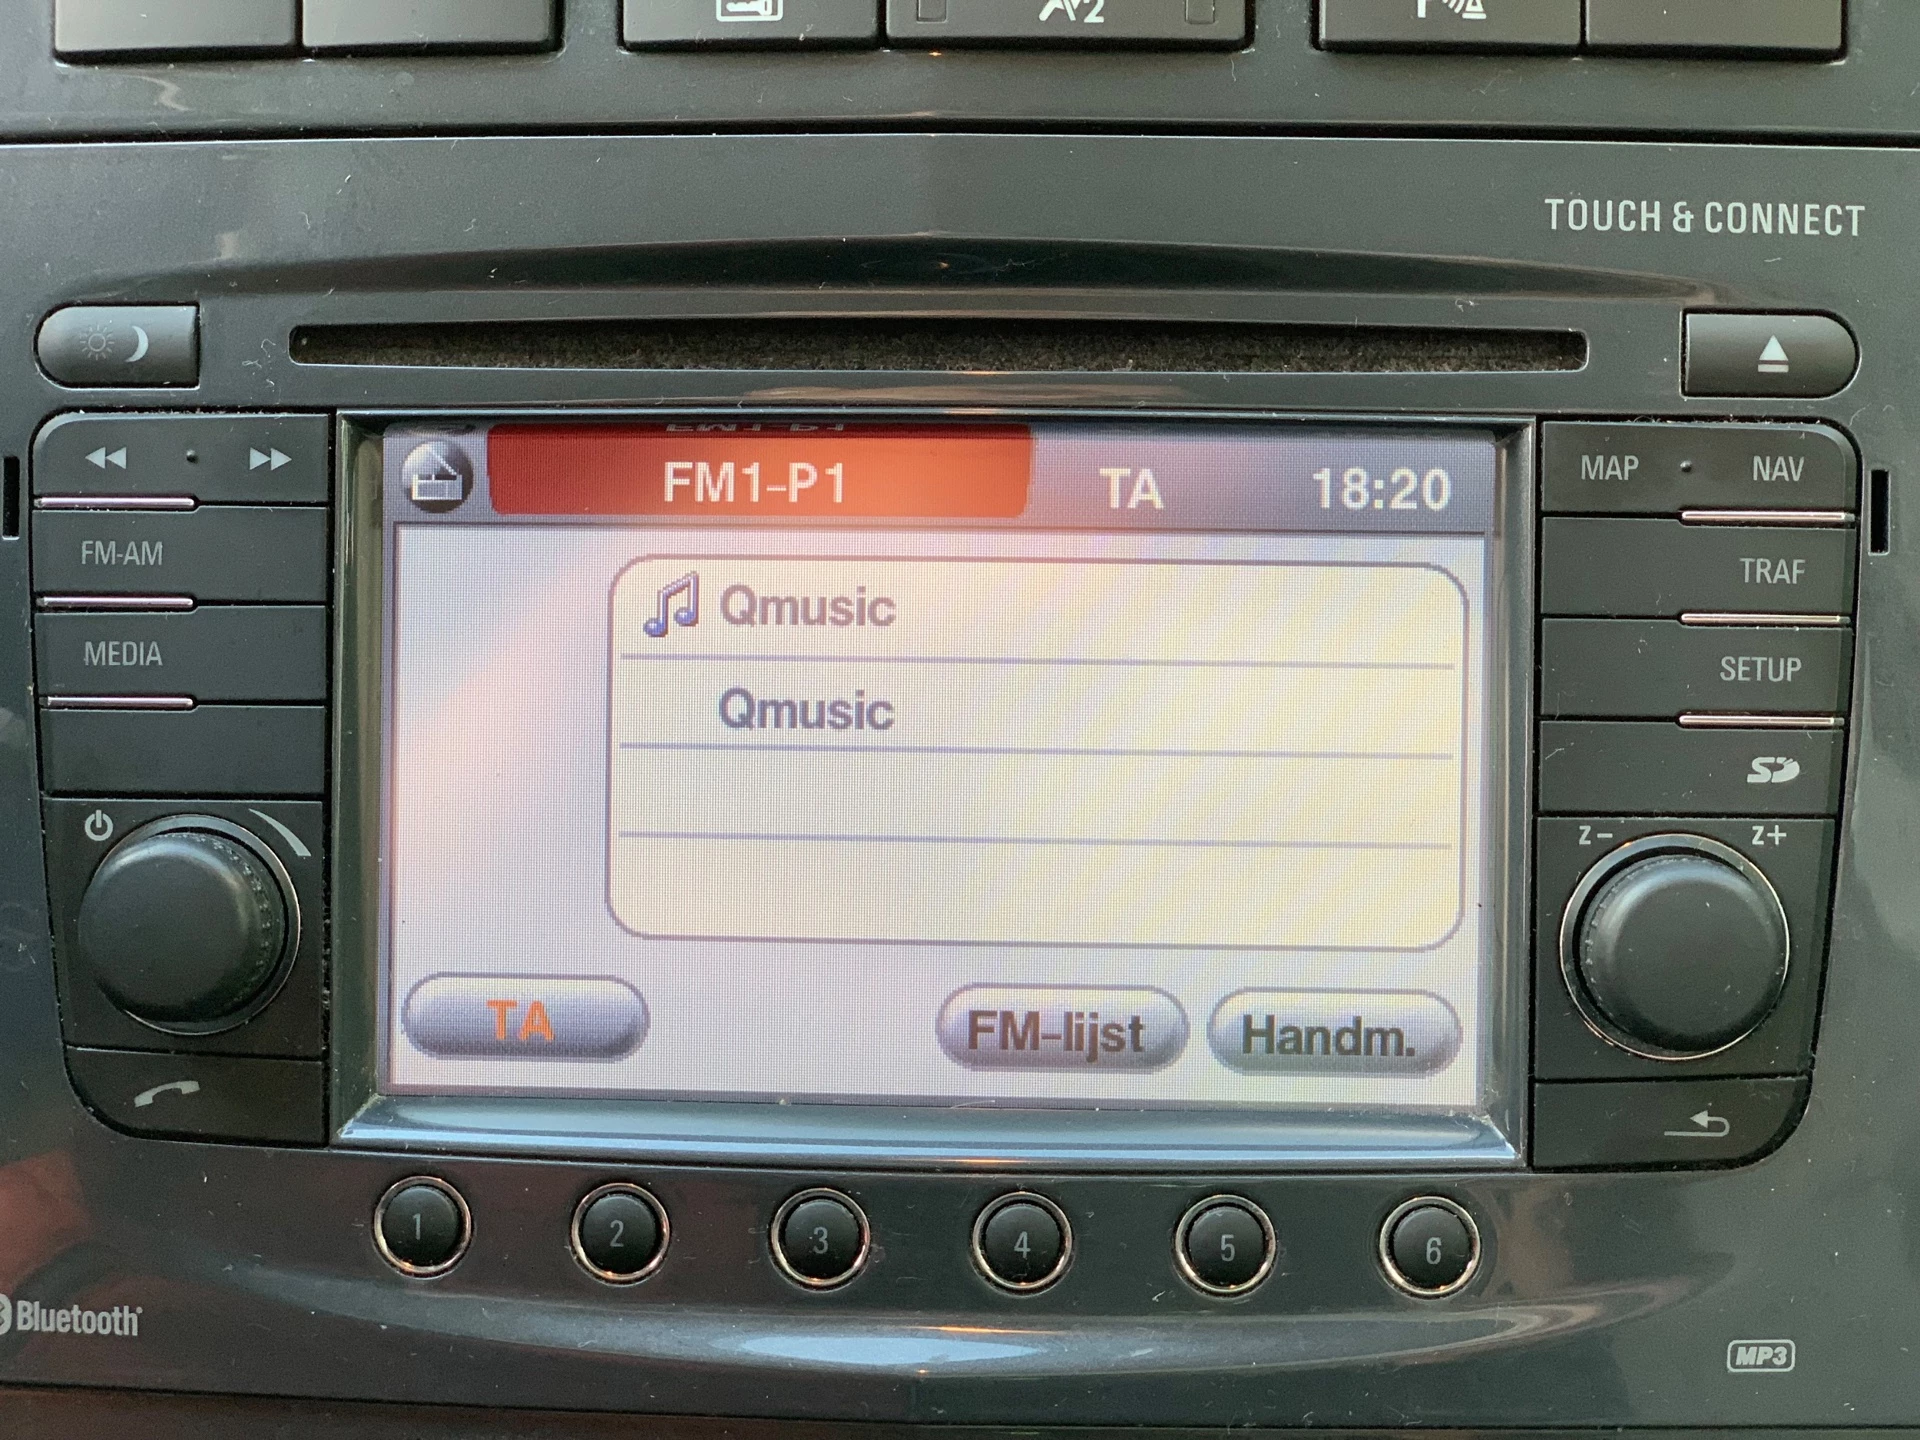 TOUCH & CONNECT
FM1-P1 TA 18:20
MAP NAV
FM-AM
TRAF
Qmusic
MEDIA
SETUP
Qmusic
SD
z- z+
TA FM-lijst Handm.
1 2 3 4 5 6
Bluetooth
MP3